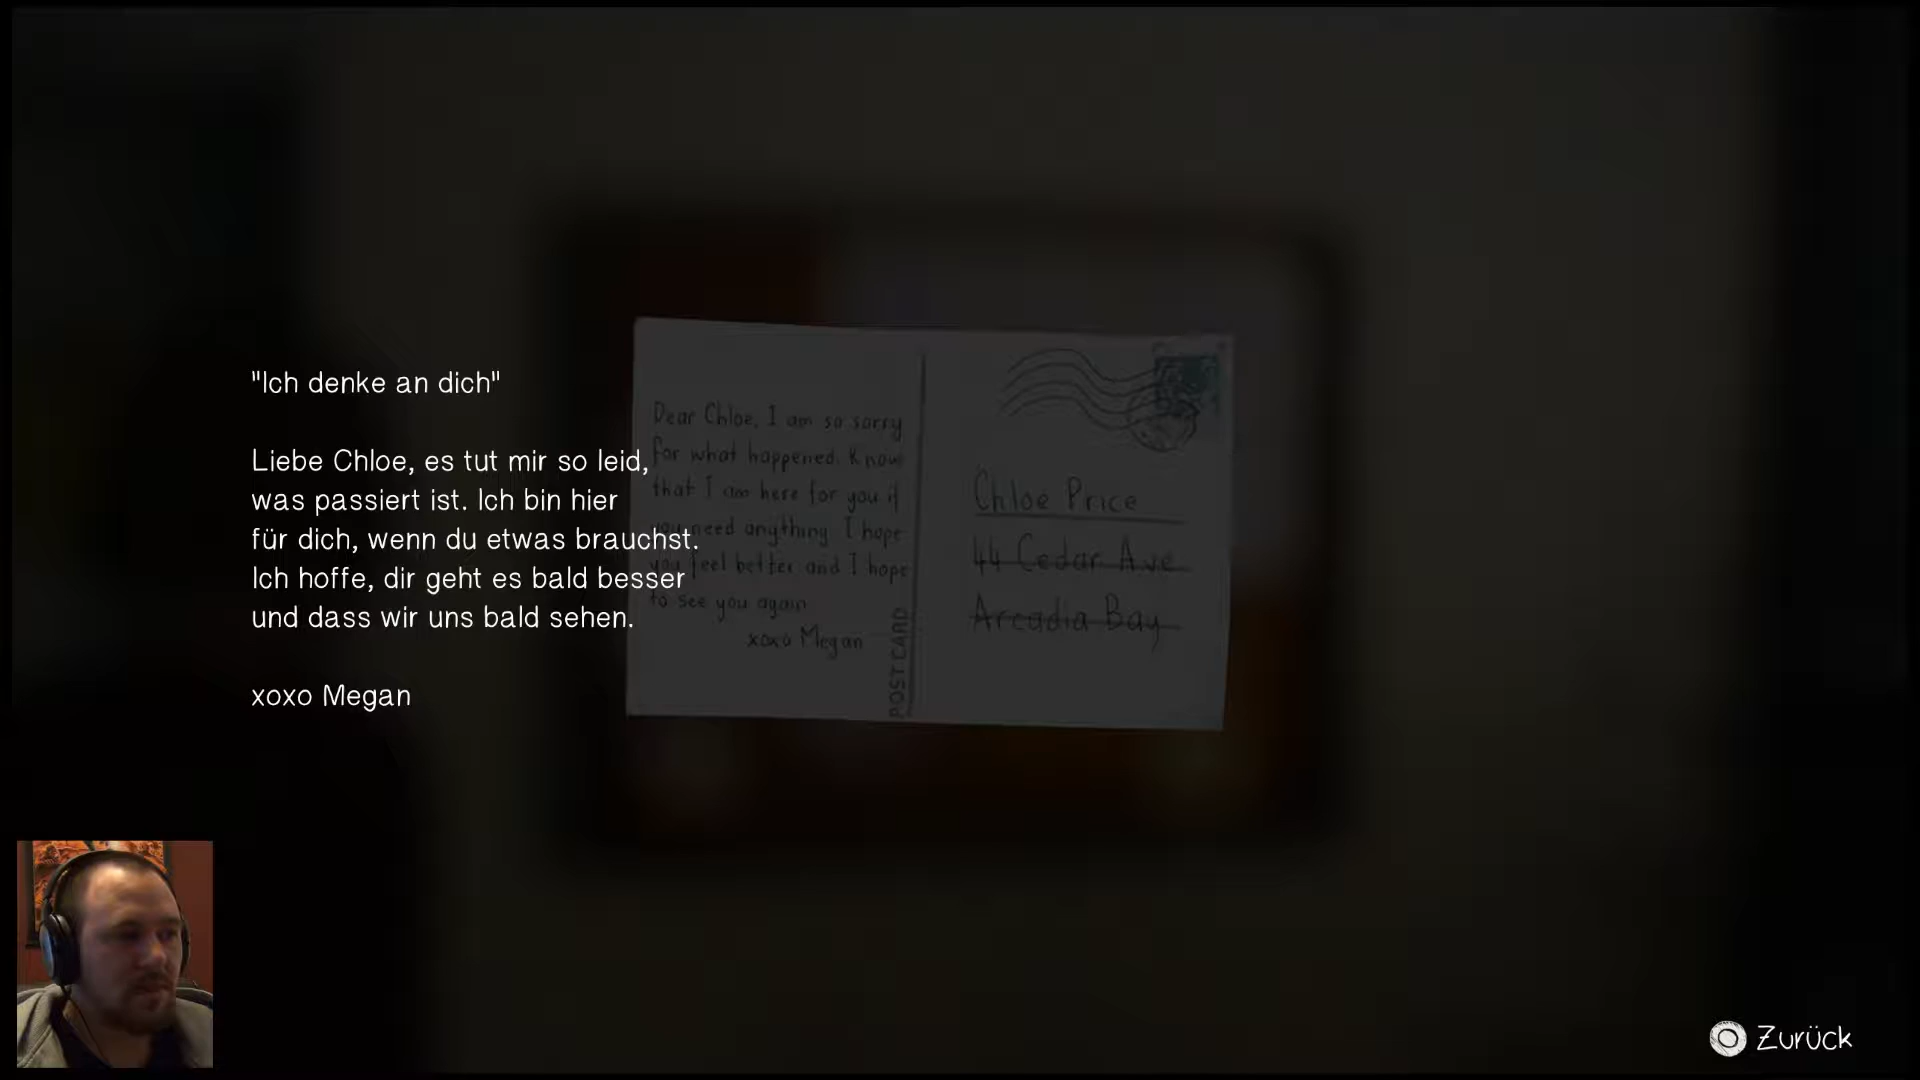 "Ich denke an dich"
Liebe Chloe, es tut mir so leid,
was passiert ist. Ich bin hier
für dich, wenn du etwas brauchst.
Ich hoffe, dir geht es bald besser
und dass wir uns bald sehen.
xoxo Megan
Dear Chloe, I am so sorry
for what happened. Know
that I am here for you if
you need anything I hope
you feel better and I hope
to see you again
xoxo Megan
POST CARD
Chloe Price
44 Cedar Ave
Arcadia Bay
Zurück